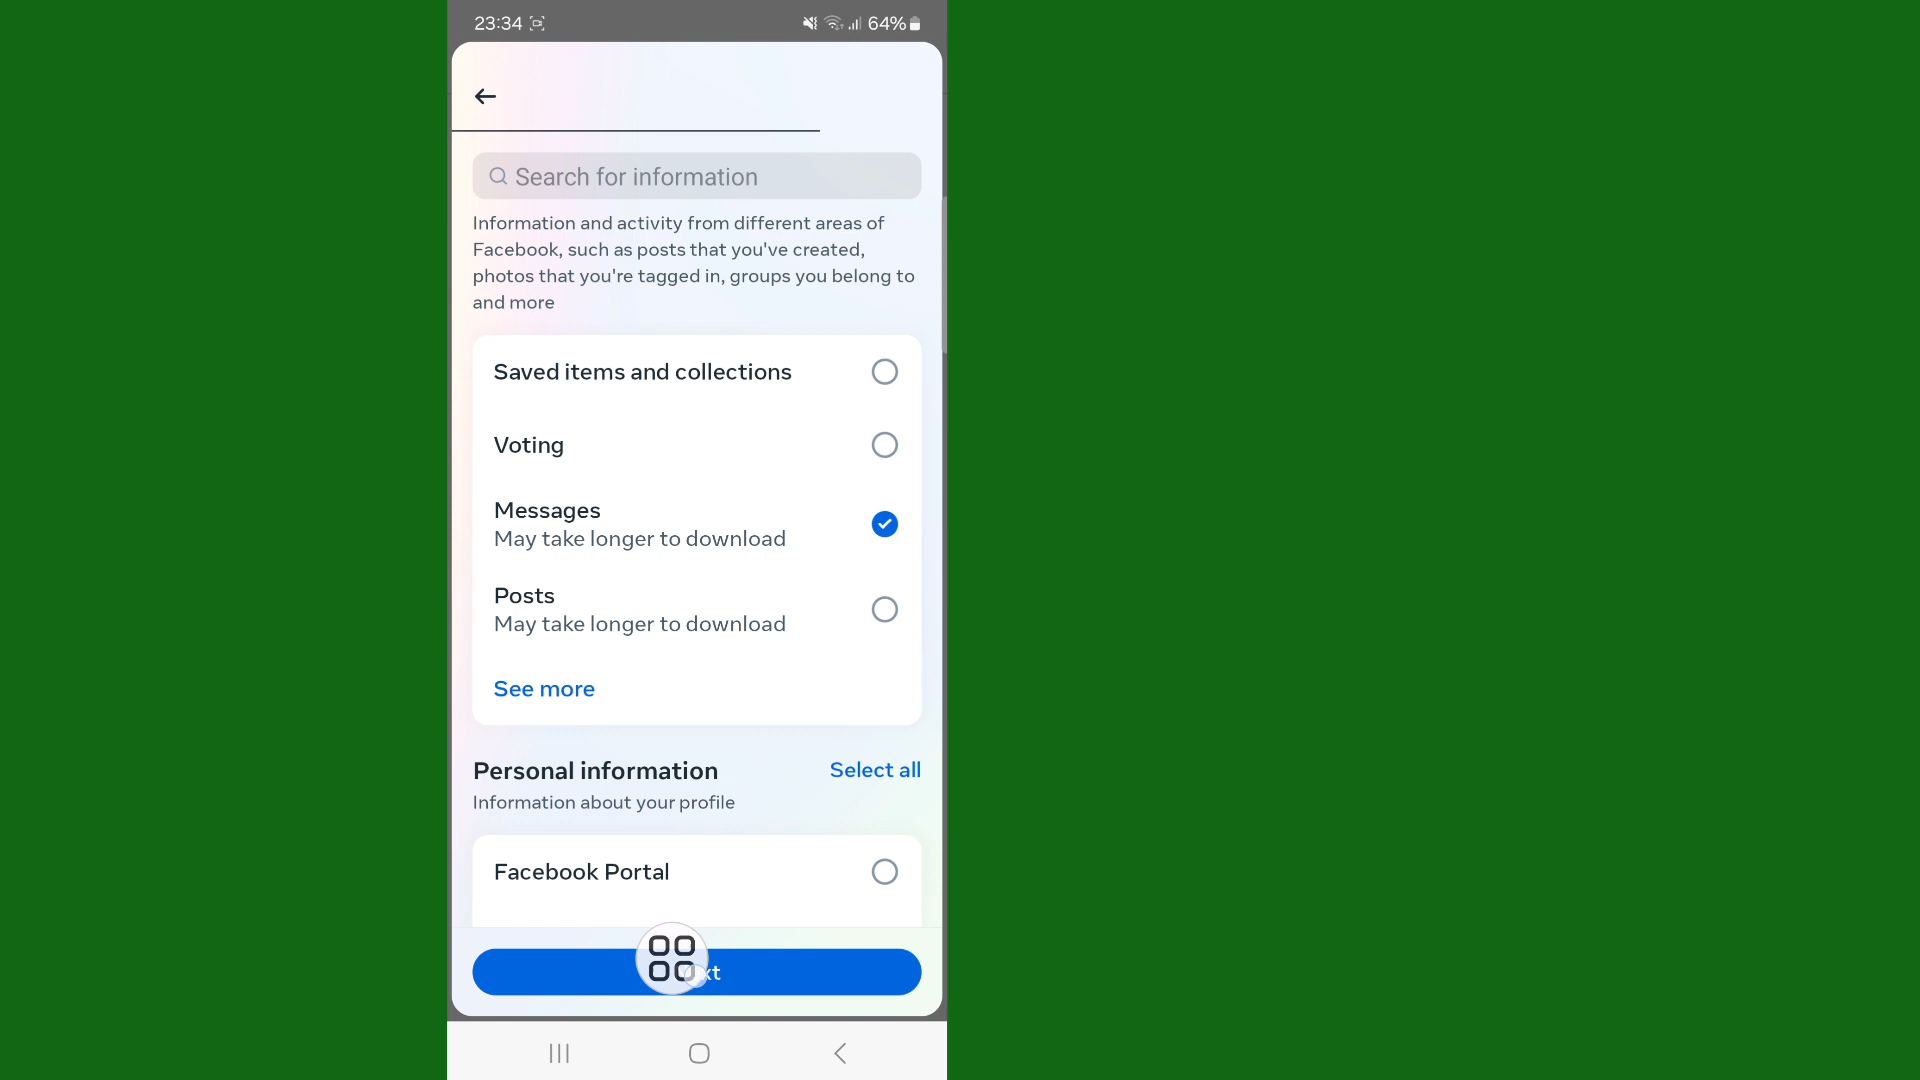 23:34
64%
Search for information
Information and activity from different areas of
Facebook, such as posts that you've created,
photos that you're tagged in, groups you belong to
and more
Saved items and collections
Voting
Messages
May take longer to download
Posts
May take longer to download
See more
Personal information
Select all
Information about your profile
Facebook Portal